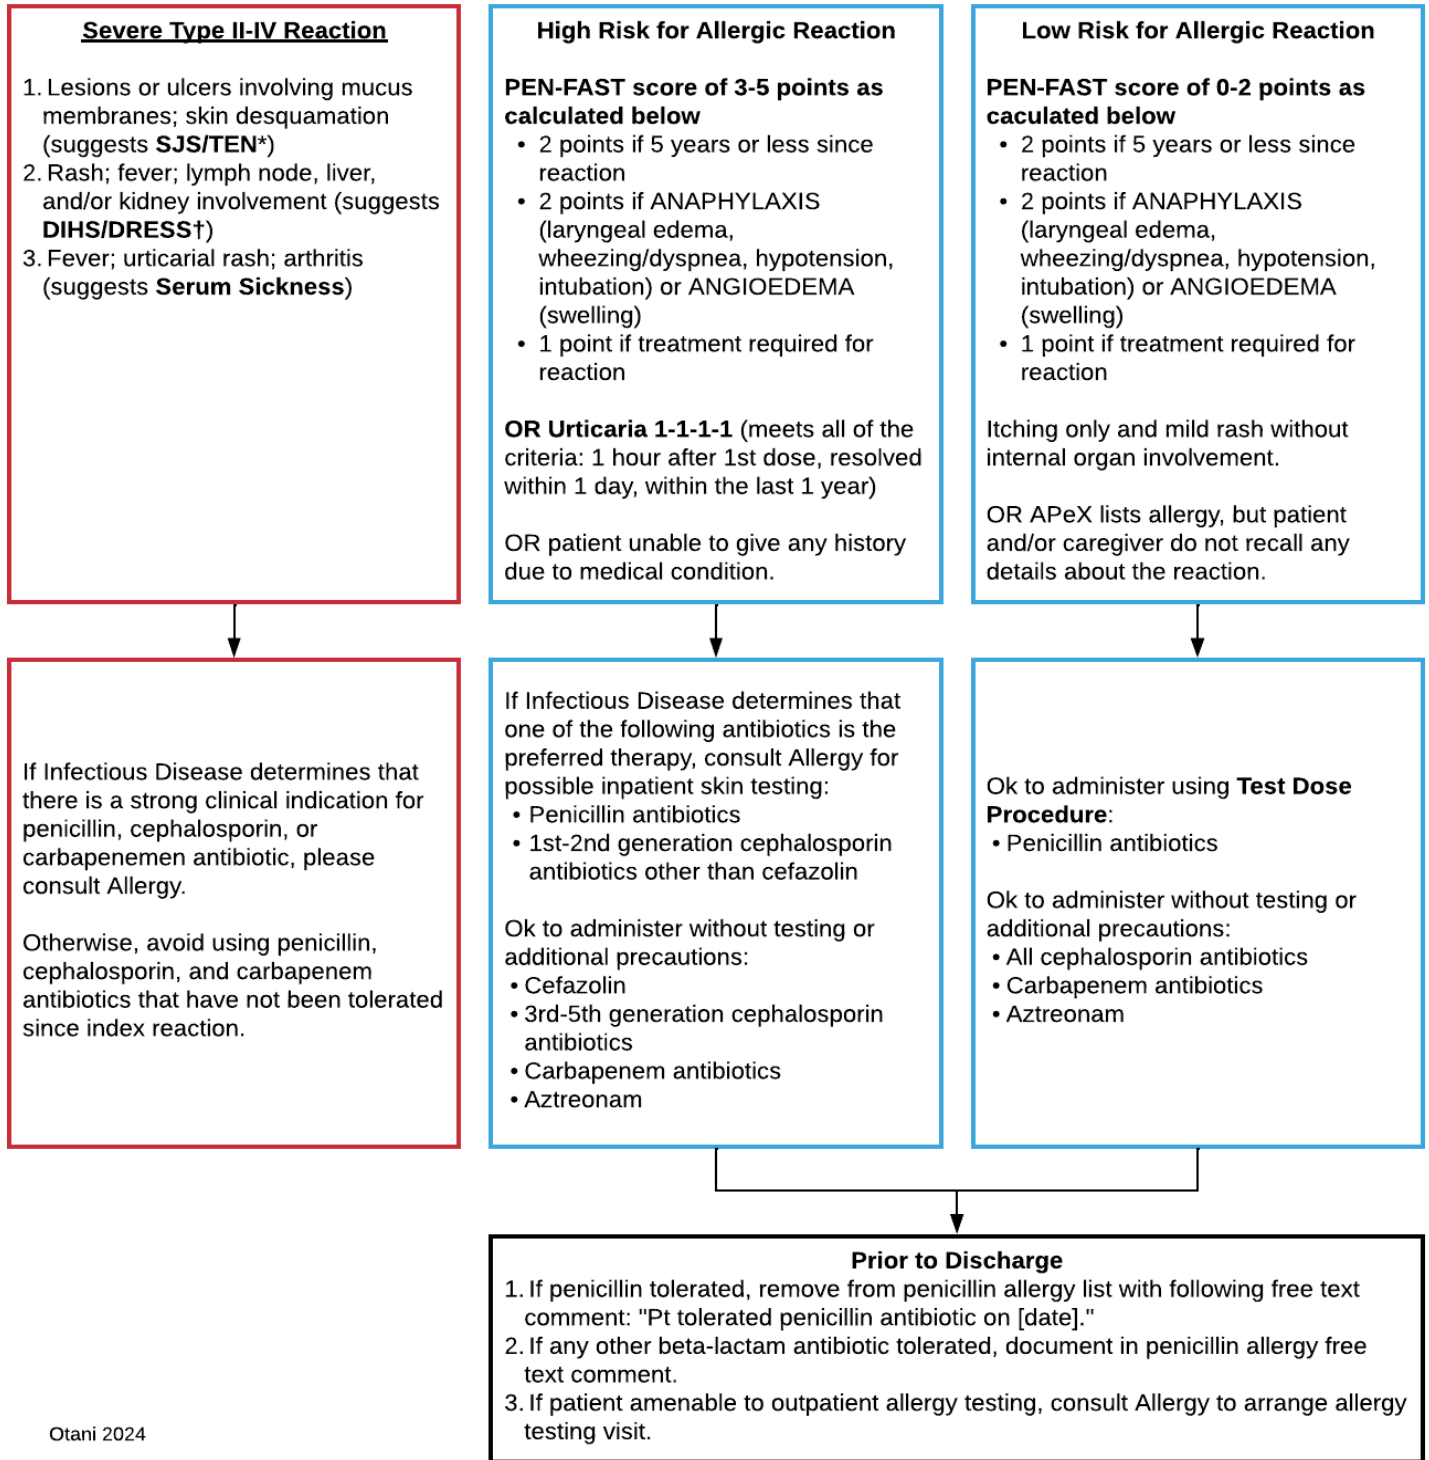 Severe Type II-IV Reaction
1. Lesions or ulcers involving mucus
membranes; skin desquamation
(suggests SJS/TEN*)
2. Rash; fever; lymph node, liver,
and/or kidney involvement (suggests
DIHS/DRESS†)
3. Fever; urticarial rash; arthritis
(suggests Serum Sickness)
High Risk for Allergic Reaction
PEN-FAST score of 3-5 points as
calculated below
• 2 points if 5 years or less since
reaction
• 2 points if ANAPHYLAXIS
(laryngeal edema,
wheezing/dyspnea, hypotension,
intubation) or ANGIOEDEMA
(swelling)
• 1 point if treatment required for
reaction
OR Urticaria 1-1-1-1 (meets all of the
criteria: 1 hour after 1st dose, resolved
within 1 day, within the last 1 year)
OR patient unable to give any history
due to medical condition.
Low Risk for Allergic Reaction
PEN-FAST score of 0-2 points as
caculated below
• 2 points if 5 years or less since
reaction
• 2 points if ANAPHYLAXIS
(laryngeal edema,
wheezing/dyspnea, hypotension,
intubation) or ANGIOEDEMA
(swelling)
• 1 point if treatment required for
reaction
Itching only and mild rash without
internal organ involvement.
OR APeX lists allergy, but patient
and/or caregiver do not recall any
details about the reaction.
If Infectious Disease determines that
there is a strong clinical indication for
penicillin, cephalosporin, or
carbapenemen antibiotic, please
consult Allergy.
Otherwise, avoid using penicillin,
cephalosporin, and carbapenem
antibiotics that have not been tolerated
since index reaction.
If Infectious Disease determines that
one of the following antibiotics is the
preferred therapy, consult Allergy for
possible inpatient skin testing:
• Penicillin antibiotics
• 1st-2nd generation cephalosporin
antibiotics other than cefazolin
Ok to administer without testing or
additional precautions:
• Cefazolin
• 3rd-5th generation cephalosporin
antibiotics
• Carbapenem antibiotics
• Aztreonam
Ok to administer using Test Dose
Procedure:
• Penicillin antibiotics
Ok to administer without testing or
additional precautions:
• All cephalosporin antibiotics
• Carbapenem antibiotics
• Aztreonam
Prior to Discharge
1. If penicillin tolerated, remove from penicillin allergy list with following free text
comment: "Pt tolerated penicillin antibiotic on [date]."
2. If any other beta-lactam antibiotic tolerated, document in penicillin allergy free
text comment.
3. If patient amenable to outpatient allergy testing, consult Allergy to arrange allergy
testing visit.
Otani 2024